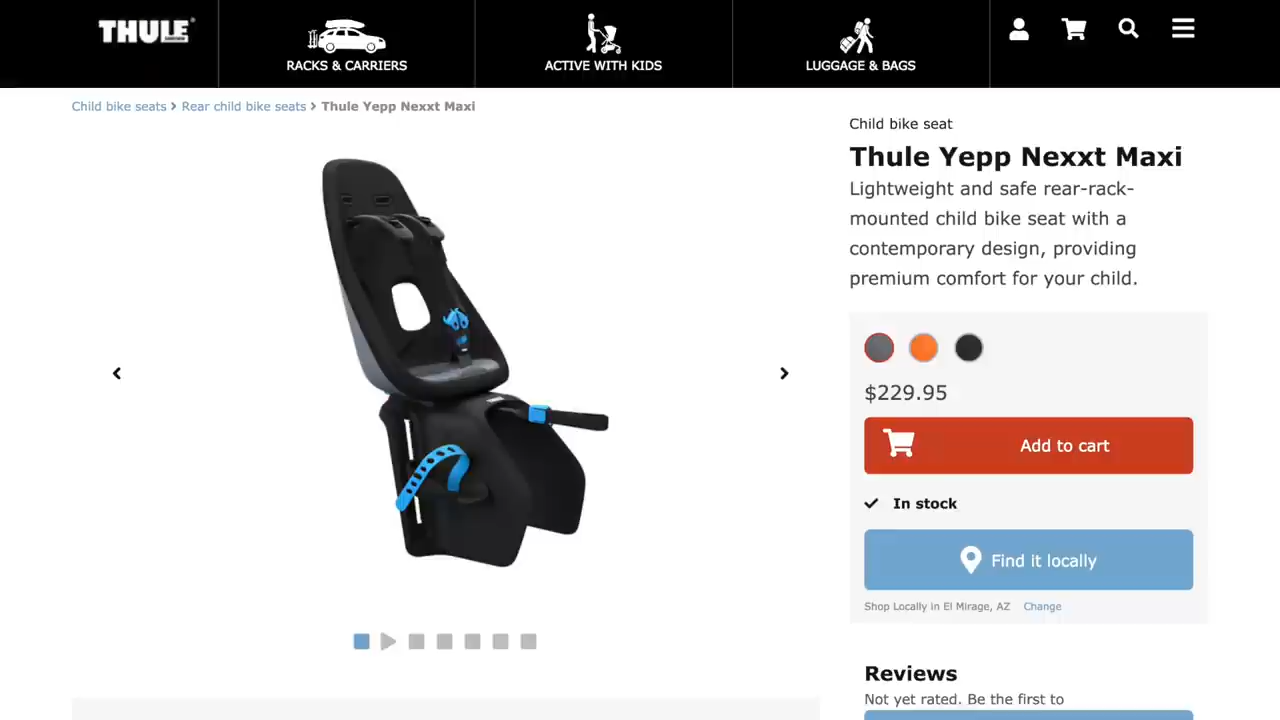 THULE
RACKS & CARRIERS
ACTIVE WITH KIDS
LUGGAGE & BAGS
Child bike seats > Rear child bike seats > Thule Yepp Nexxt Maxi
Child bike seat
Thule Yepp Nexxt Maxi
Lightweight and safe rear-rack-
mounted child bike seat with a
contemporary design, providing
premium comfort for your child.
$229.95
Add to cart
In stock
Find it locally
Shop Locally in El Mirage, AZ Change
Reviews
Not yet rated. Be the first to